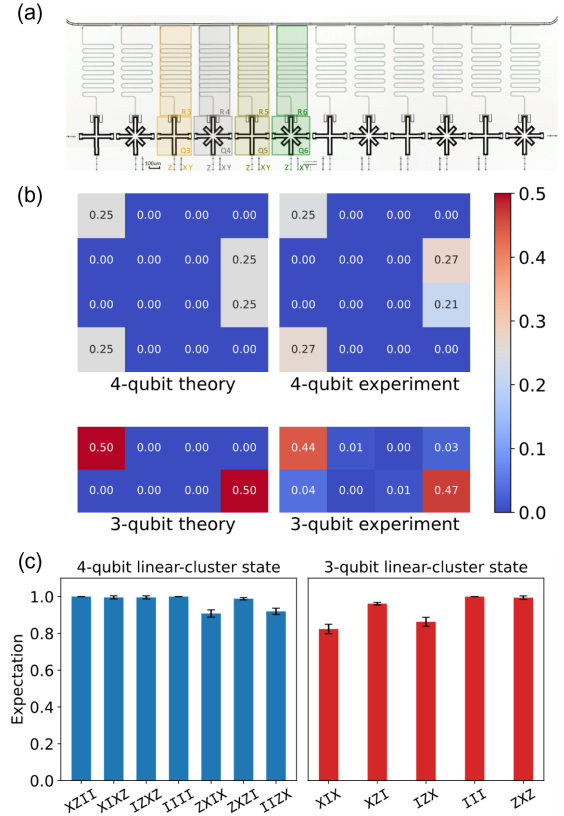 (a)
R3 R4 R5 R6
Q3 Q4 Q5 Q6
100um Z XY Z XY Z XY Z XY
(b)
0.25 0.00 0.00 0.00 0.25 0.00 0.00 0.00 0.5
0.00 0.00 0.00 0.25 0.00 0.00 0.00 0.27 0.4
0.00 0.00 0.00 0.25 0.00 0.00 0.00 0.21
0.25 0.00 0.00 0.00 0.27 0.00 0.00 0.00 0.3
4-qubit theory 4-qubit experiment
0.2
0.50 0.00 0.00 0.00 0.44 0.01 0.00 0.03 0.1
0.00 0.00 0.00 0.50 0.04 0.00 0.01 0.47
3-qubit theory 3-qubit experiment 0.0
(c)
4-qubit linear-cluster state 3-qubit linear-cluster state
Expectation
1.0
0.8
0.6
0.4
0.2
0.0
XZII XIXZ IZXZ IIII ZXIX ZXZI IIZX XIX XZI IZX III ZXZ